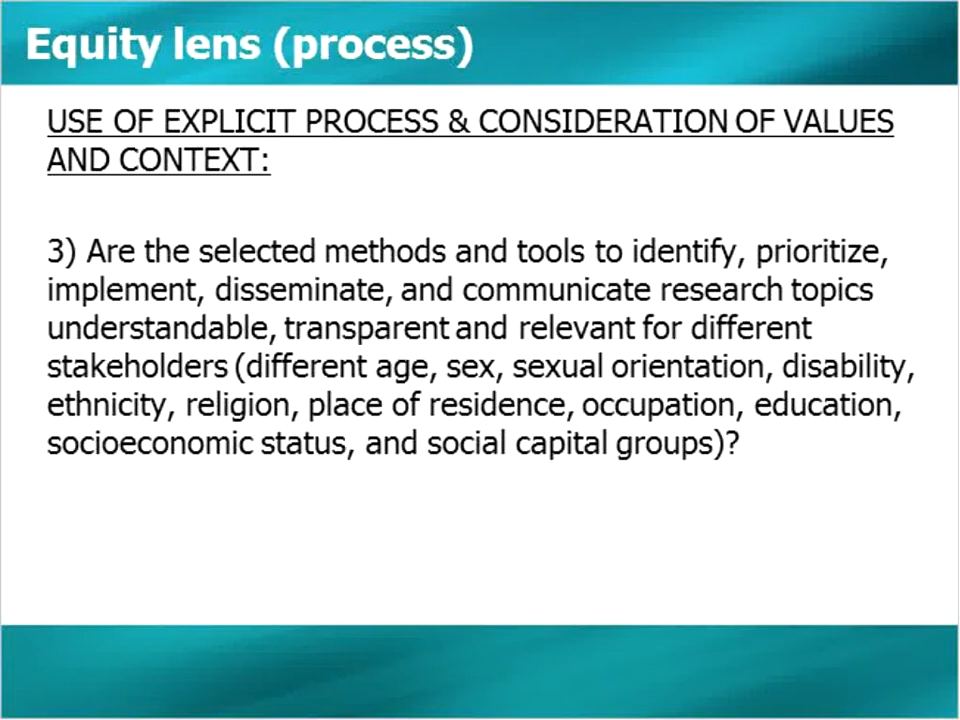 Equity lens (process)
USE OF EXPLICIT PROCESS & CONSIDERATION OF VALUES
AND CONTEXT:
3) Are the selected methods and tools to identify, prioritize,
implement, disseminate, and communicate research topics
understandable, transparent and relevant for different
stakeholders (different age, sex, sexual orientation, disability,
ethnicity, religion, place of residence, occupation, education,
socioeconomic status, and social capital groups)?